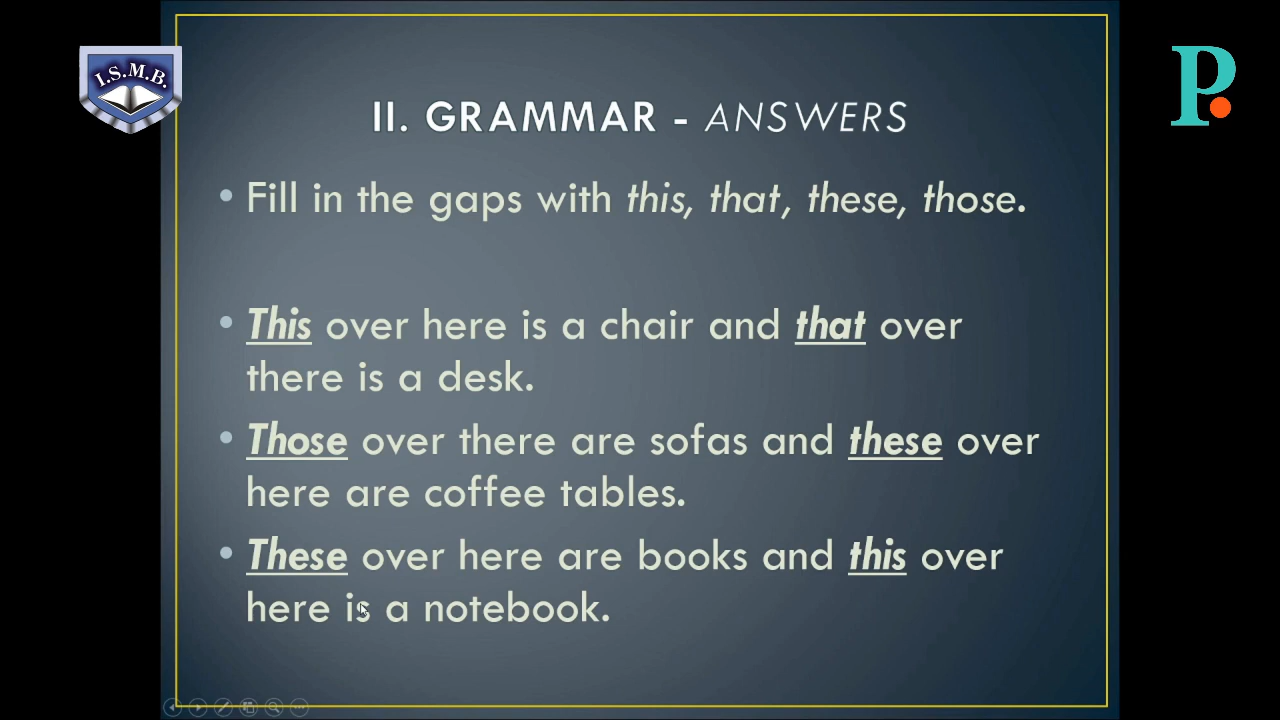 I.S.M.B.
P.
II. GRAMMAR - ANSWERS
• Fill in the gaps with this, that, these, those.
• This over here is a chair and that over
there is a desk.
• Those over there are sofas and these over
here are coffee tables.
• These over here are books and this over
here is a notebook.